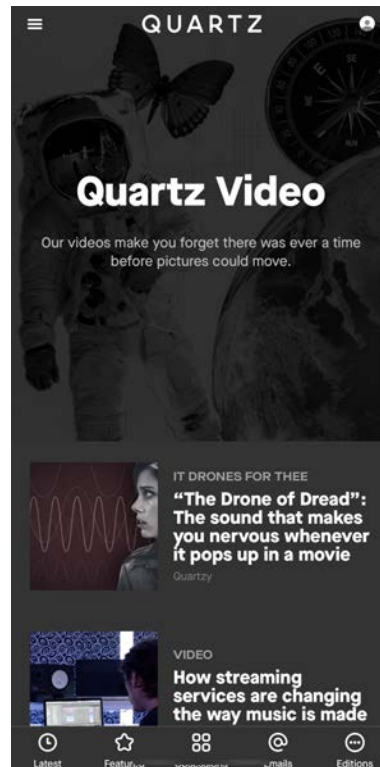 QUARTZ
Quartz Video
Our videos make you forget there was ever a time
before pictures could move.
IT DRONES FOR THEE
“The Drone of Dread”:
The sound that makes
you nervous whenever
it pops up in a movie
Quartzy
VIDEO
How streaming
services are changing
the way music is made
Latest
Emails
Editions